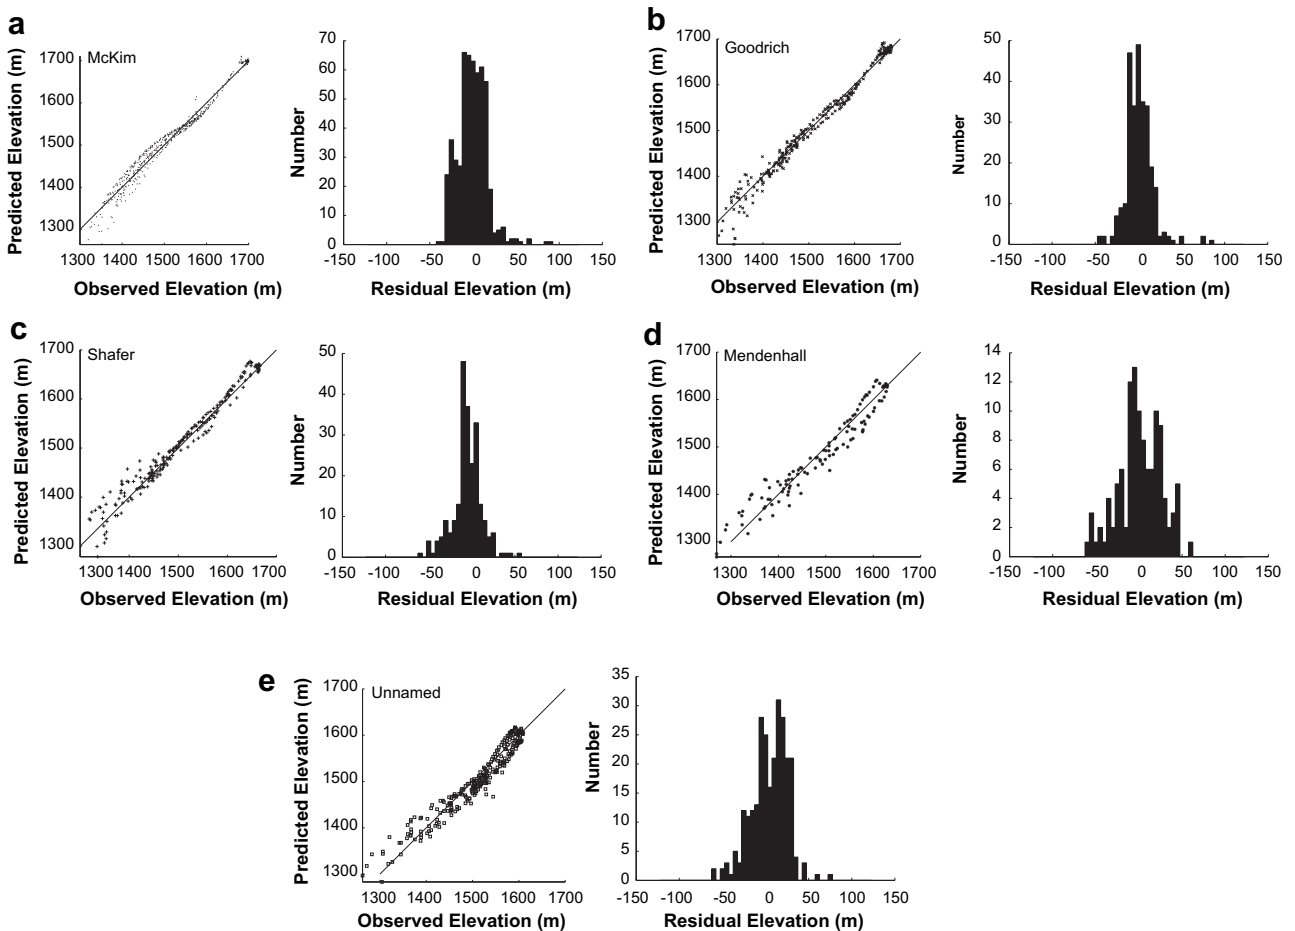 a
McKim
Predicted Elevation (m)
1700
1600
1500
1400
1300
1300 1400 1500 1600 1700
Observed Elevation (m)
Number
70
60
50
40
30
20
10
0
-150 -100 -50 0 50 100 150
Residual Elevation (m)
b
Goodrich
Predicted Elevation (m)
1700
1600
1500
1400
1300
1300 1400 1500 1600 1700
Observed Elevation (m)
Number
50
40
30
20
10
0
-150 -100 -50 0 50 100 150
Residual Elevation (m)
c
Shafer
Predicted Elevation (m)
1700
1600
1500
1400
1300
1300 1400 1500 1600 1700
Observed Elevation (m)
Number
50
40
30
20
10
0
-150 -100 -50 0 50 100 150
Residual Elevation (m)
d
Mendenhall
Predicted Elevation (m)
1700
1600
1500
1400
1300
1300 1400 1500 1600 1700
Observed Elevation (m)
Number
14
12
10
8
6
4
2
0
-150 -100 -50 0 50 100 150
Residual Elevation (m)
e
Unnamed
Predicted Elevation (m)
1700
1600
1500
1400
1300
1300 1400 1500 1600 1700
Observed Elevation (m)
Number
35
30
25
20
15
10
5
0
-150 -100 -50 0 50 100 150
Residual Elevation (m)